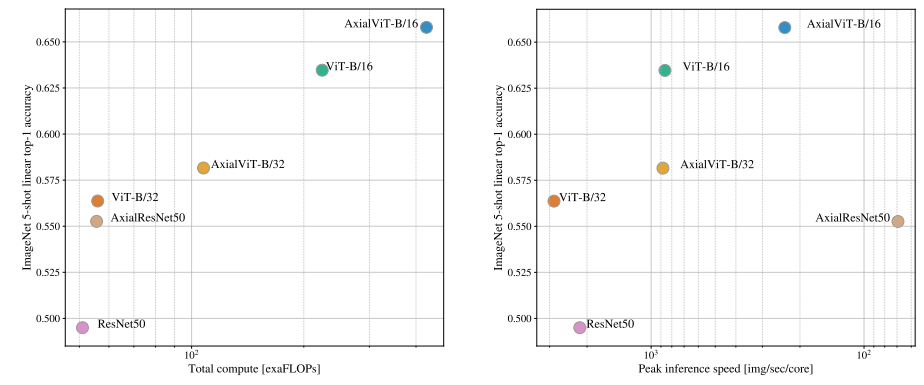 0.650
0.625
0.600
0.575
0.550
0.525
0.500
ImageNet 5-shot linear top-1 accuracy
AxialViT-B/16
ViT-B/16
AxialViT-B/32
ViT-B/32
AxialResNet50
ResNet50
10²
Total compute [exaFLOPs]
0.650
0.625
0.600
0.575
0.550
0.525
0.500
ImageNet 5-shot linear top-1 accuracy
AxialViT-B/16
ViT-B/16
AxialViT-B/32
ViT-B/32
AxialResNet50
ResNet50
10³
10²
Peak inference speed [img/sec/core]